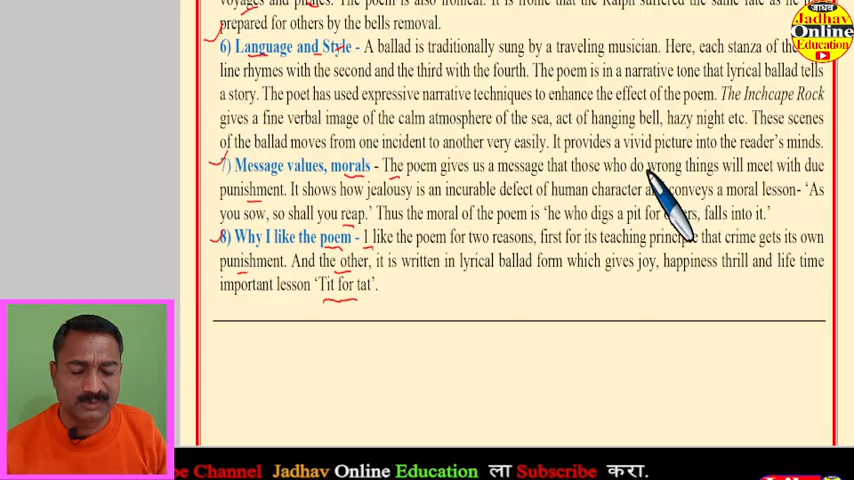 voyages and pirates. The poem is also ironical. It is ironic that the Ralph suffered the same fate as he
prepared for others by the bells removal.
6) Language and Style - A ballad is traditionally sung by a traveling musician. Here, each stanza of the
line rhymes with the second and the third with the fourth. The poem is in a narrative tone that lyrical ballad tells
a story. The poet has used expressive narrative techniques to enhance the effect of the poem. The Inchcape Rock
gives a fine verbal image of the calm atmosphere of the sea, act of hanging bell, hazy night etc. These scenes
of the ballad moves from one incident to another very easily. It provides a vivid picture into the reader's minds.
7) Message values, morals - The poem gives us a message that those who do wrong things will meet with due
punishment. It shows how jealousy is an incurable defect of human character conveys a moral lesson- 'As
you sow, so shall you reap.' Thus the moral of the poem is 'he who digs a pit for others, falls into it.'
8) Why I like the poem - I like the poem for two reasons, first for its teaching principle that crime gets its own
punishment. And the other, it is written in lyrical ballad form which gives joy, happiness thrill and life time
important lesson 'Tit for tat'.
जाधव
Jadhav
Online
Education
Channel Jadhav Online Education ला Subscribe करा.